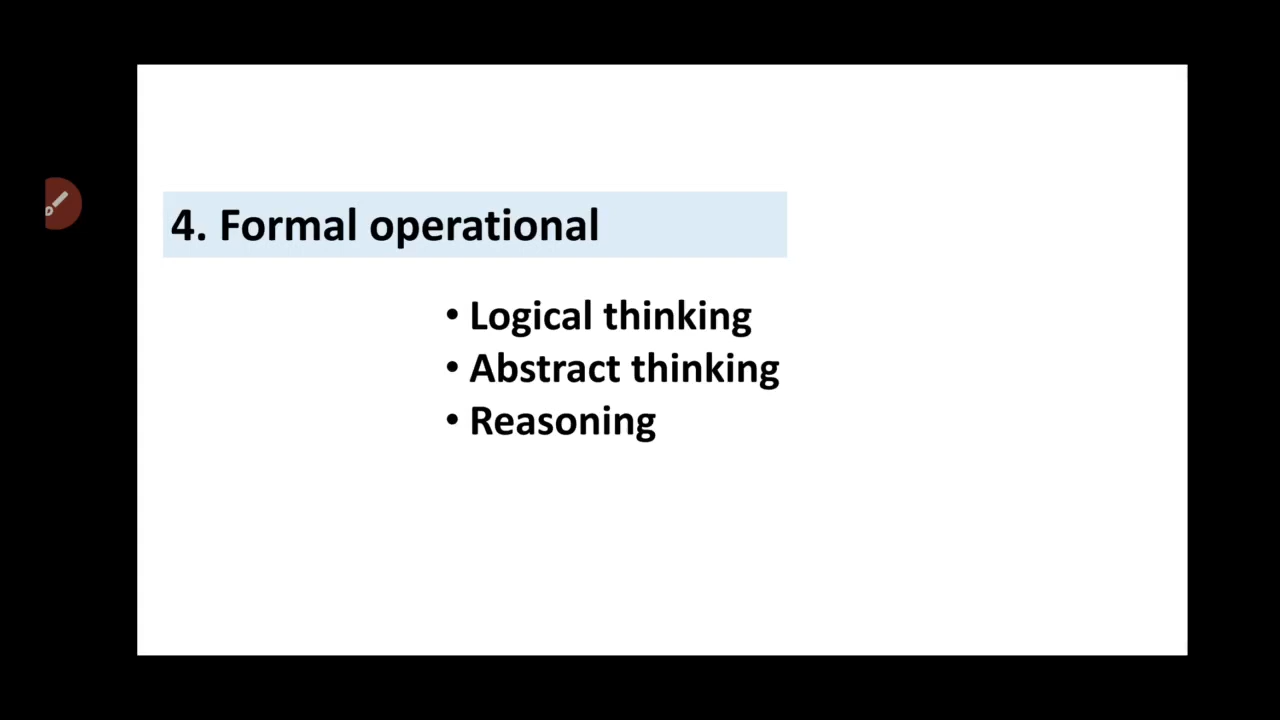 4. Formal operational
• Logical thinking
• Abstract thinking
• Reasoning